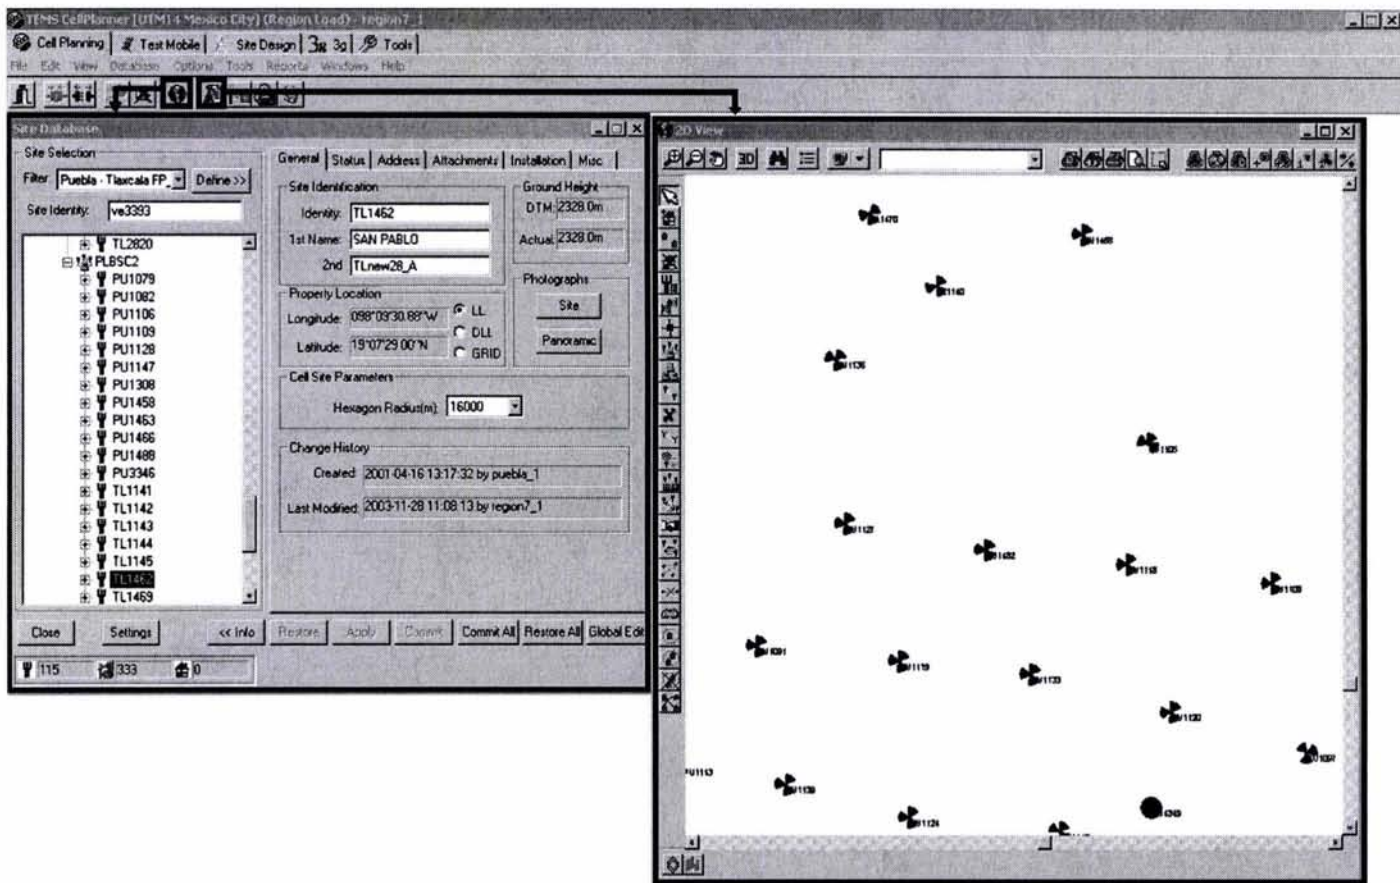 TEMS CellPlanner [UTM14 Mexico City] (Region Load) - region7_1
Cell Planning Test Mobile Site Design 3g Tools
File Edit View Database Options Tools Reports Windows Help
Site Database
Site Selection
Filter: Puebla - Tlaxcala FP_ Define >>
Site Identity: ve3393
TL2820
PLBSC2
PU1079
PU1082
PU1106
PU1109
PU1128
PU1147
PU1308
PU1458
PU1463
PU1466
PU1488
PU3346
TL1141
TL1142
TL1143
TL1144
TL1145
TL1462
TL1469
Close Settings << Info Restore Apply Commit Commit All Restore All Global Edit
115 333 0
General Status Address Attachments Installation Misc
Site Identification
Identity: TL1462
1st Name: SAN PABLO
2nd TLnew28_A
Ground Height
DTM: 2328.0m
Actual: 2328.0m
Property Location
Longitude: 098°09'30.88"W
Latitude: 19°07'29.00"N
LL
DLL
GRID
Photographs
Site
Panoramic
Cell Site Parameters
Hexagon Radius(m): 16000
Change History
Created: 2001-04-16 13:17:32 by puebla_1
Last Modified: 2003-11-28 11:08:13 by region7_1
2D View
3D
PU1113